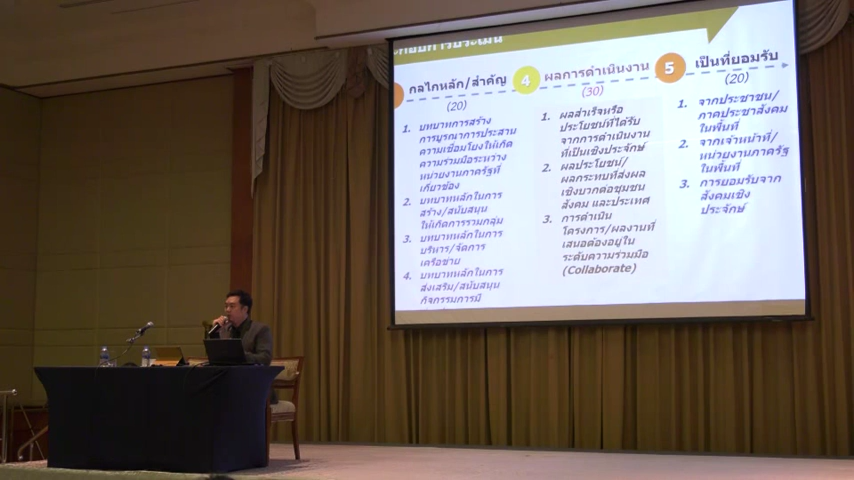 กลไกหลัก/สำคัญ
(20)
1. บทบาทการสร้าง
การบูรณาการประสาน
ความเชื่อมโยงให้เกิด
ความร่วมมือระหว่าง
หน่วยงานภาครัฐที่
เกี่ยวข้อง
2. บทบาทหลักในการ
สร้าง/สนับสนุน
ให้เกิดการรวมกลุ่ม
3. บทบาทหลักในการ
บริหาร/จัดการ
เครือข่าย
4. บทบาทหลักในการ
ส่งเสริม/สนับสนุน
กิจกรรมการมี
4 ผลการดำเนินงาน
(30)
1. ผลสำเร็จหรือ
ประโยชน์ที่ได้รับ
จากการดำเนินงาน
ที่เป็นเชิงประจักษ์
2. ผลประโยชน์/
ผลกระทบที่ส่งผล
เชิงบวกต่อชุมชน
สังคม และประเทศ
3. การดำเนิน
โครงการ/ผลงานที่
เสนอต้องอยู่ใน
ระดับความร่วมมือ
(Collaborate)
5 เป็นที่ยอมรับ
(20)
1. จากประชาชน/
ภาคประชาสังคม
ในพื้นที่
2. จากเจ้าหน้าที่/
หน่วยงานภาครัฐ
ในพื้นที่
3. การยอมรับจาก
สังคมเชิง
ประจักษ์